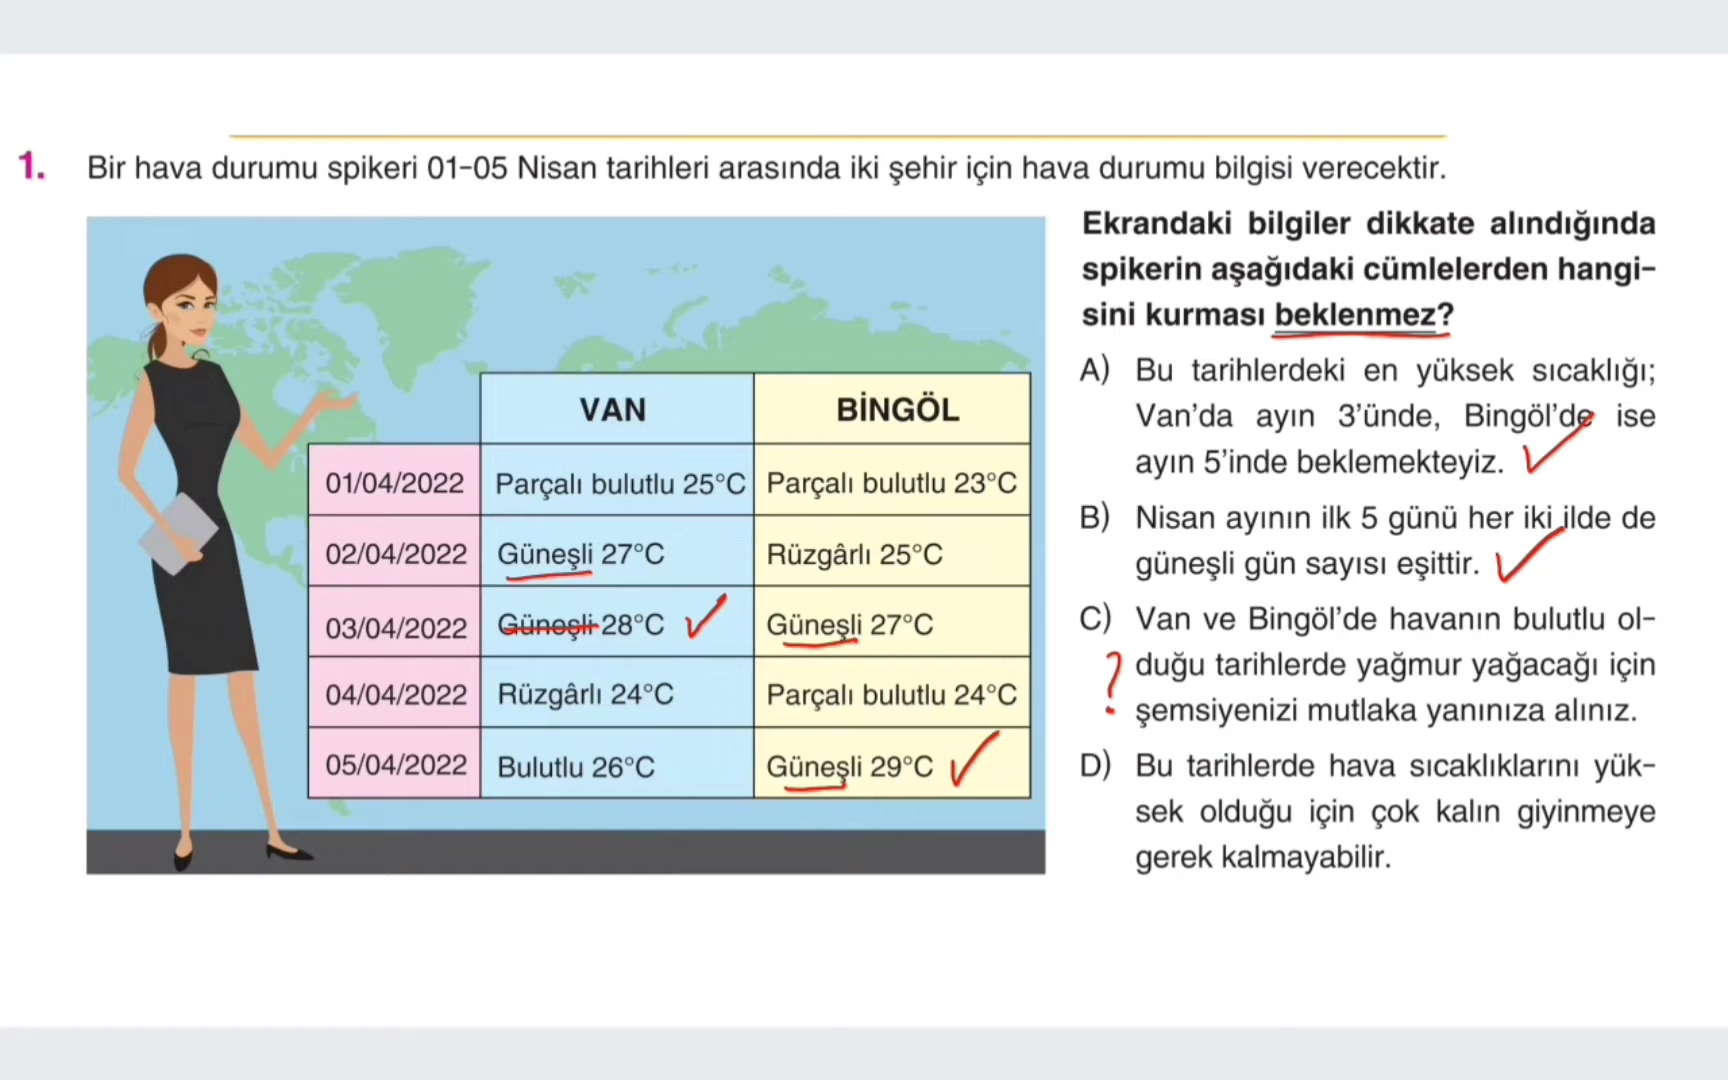 1. Bir hava durumu spikeri 01-05 Nisan tarihleri arasında iki şehir için hava durumu bilgisi verecektir.
VAN BİNGÖL
01/04/2022 Parçalı bulutlu 25°C Parçalı bulutlu 23°C
02/04/2022 Güneşli 27°C Rüzgârlı 25°C
03/04/2022 Güneşli 28°C Güneşli 27°C
04/04/2022 Rüzgârlı 24°C Parçalı bulutlu 24°C
05/04/2022 Bulutlu 26°C Güneşli 29°C
Ekrandaki bilgiler dikkate alındığında
spikerin aşağıdaki cümlelerden hangi-
sini kurması beklenmez?
A) Bu tarihlerdeki en yüksek sıcaklığı;
Van'da ayın 3'ünde, Bingöl'de ise
ayın 5'inde beklemekteyiz.
B) Nisan ayının ilk 5 günü her iki ilde de
güneşli gün sayısı eşittir.
C) Van ve Bingöl'de havanın bulutlu ol-
? duğu tarihlerde yağmur yağacağı için
şemsiyenizi mutlaka yanınıza alınız.
D) Bu tarihlerde hava sıcaklıklarını yük-
sek olduğu için çok kalın giyinmeye
gerek kalmayabilir.